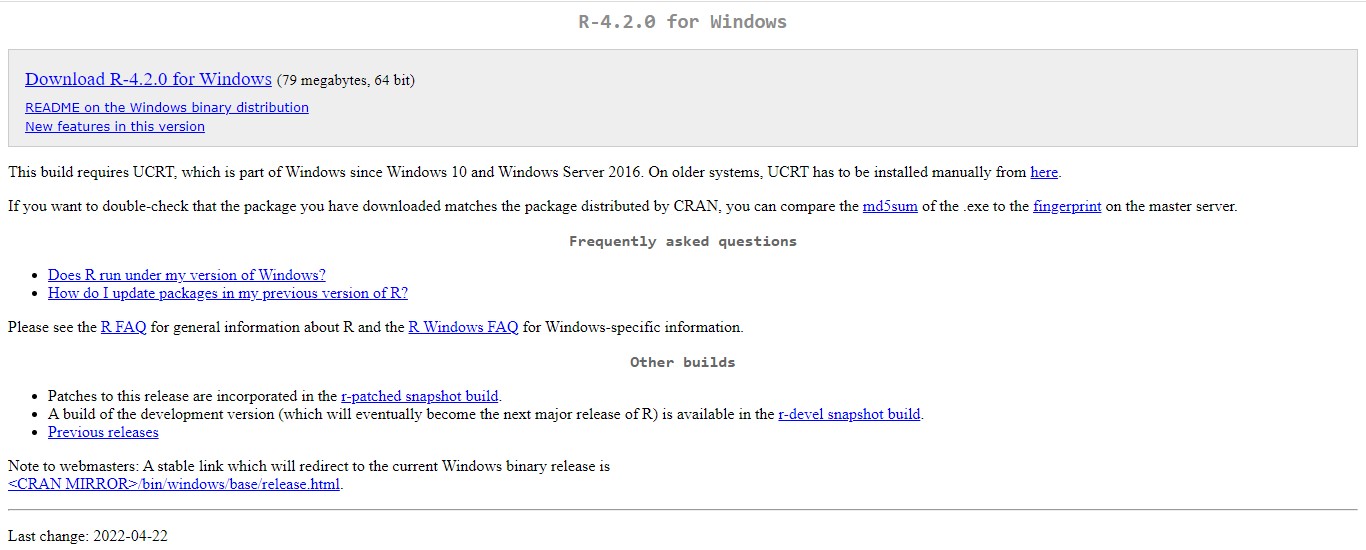 R-4.2.0 for Windows
Download R-4.2.0 for Windows (79 megabytes, 64 bit)
README on the Windows binary distribution
New features in this version
This build requires UCRT, which is part of Windows since Windows 10 and Windows Server 2016. On older systems, UCRT has to be installed manually from here.
If you want to double-check that the package you have downloaded matches the package distributed by CRAN, you can compare the md5sum of the .exe to the fingerprint on the master server.
Frequently asked questions
• Does R run under my version of Windows?
• How do I update packages in my previous version of R?
Please see the R FAQ for general information about R and the R Windows FAQ for Windows-specific information.
Other builds
• Patches to this release are incorporated in the r-patched snapshot build.
• A build of the development version (which will eventually become the next major release of R) is available in the r-devel snapshot build.
• Previous releases
Note to webmasters: A stable link which will redirect to the current Windows binary release is
<CRAN MIRROR>/bin/windows/base/release.html.
Last change: 2022-04-22